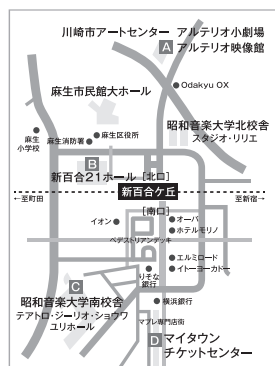 川崎市アートセンター アルテリオ小劇場
A アルテリオ映像館
Odakyu OX
麻生市民館大ホール
昭和音楽大学北校舎
スタジオ・リリエ
麻生区役所
麻生消防署
麻生
小学校
B
新百合21ホール
[北口]
新百合ケ丘
←至町田
至新宿→
[南口]
イオン
オーパ
ホテルモリノ
ペデストリアンデッキ
エルミロード
イトーヨーカドー
りそな
銀行
C
昭和音楽大学南校舎
テアトロ・ジーリオ・ショウワ
ユリホール
横浜銀行
マプレ専門店街
D マイタウン
チケットセンター